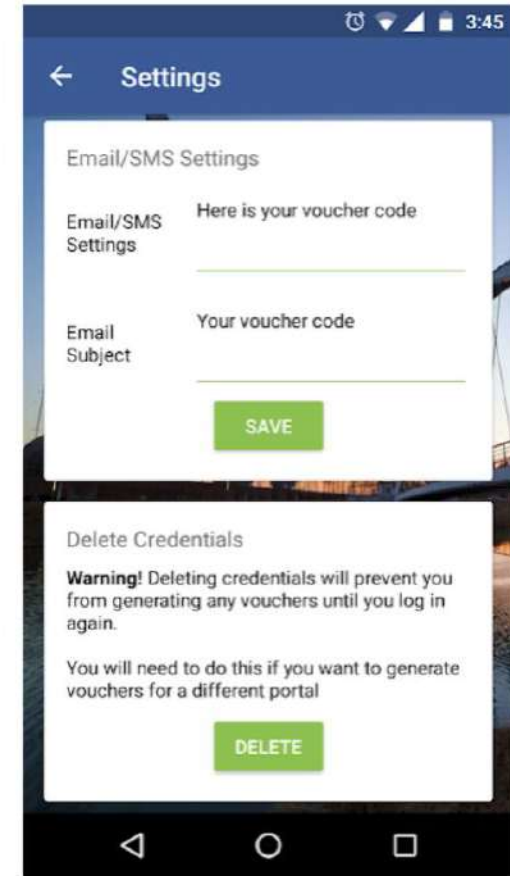 3:45
Settings
Email/SMS Settings
Email/SMS
Settings
Here is your voucher code
Email
Subject
Your voucher code
SAVE
Delete Credentials
Warning! Deleting credentials will prevent you
from generating any vouchers until you log in
again.
You will need to do this if you want to generate
vouchers for a different portal
DELETE